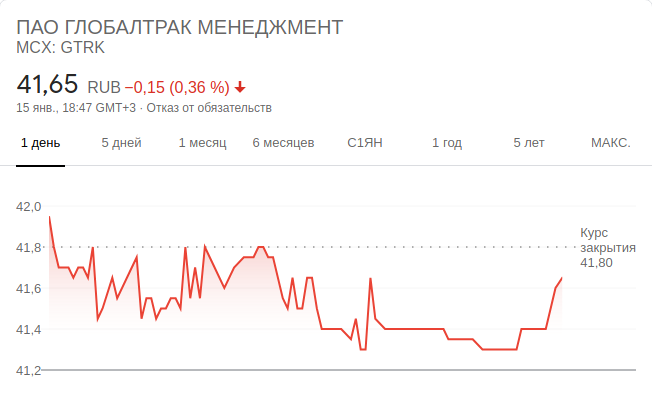 ПАО ГЛОБАЛТРАК МЕНЕДЖМЕНТ
MCX: GTRK
41,65 RUB −0,15 (0,36 %)
15 янв., 18:47 GMT+3 · Отказ от обязательств
1 день 5 дней 1 месяц 6 месяцев С1ЯН 1 год 5 лет МАКС.
42,0
41,8
41,6
41,4
41,2
Курс
закрытия
41,80